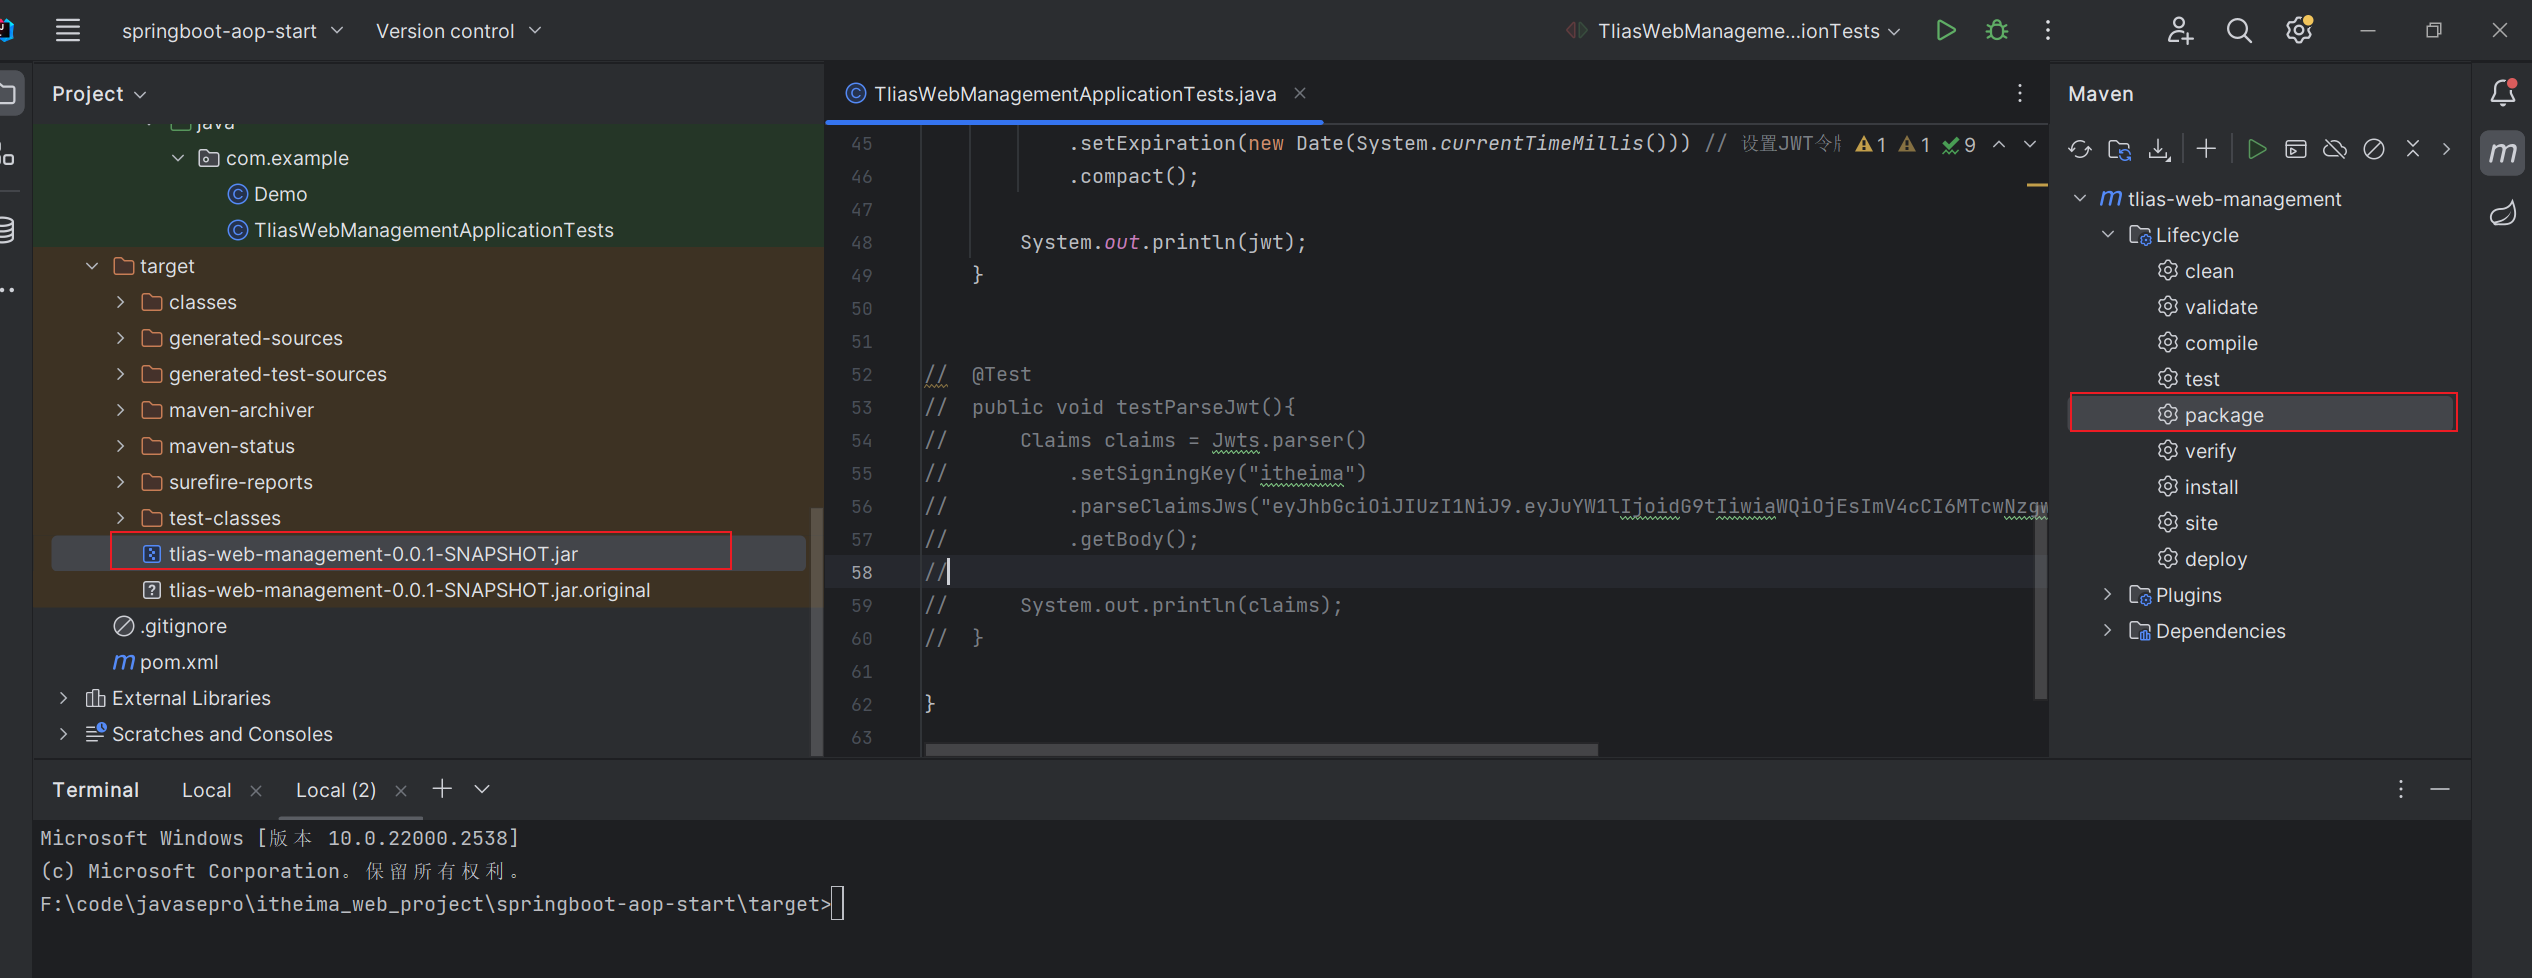 springboot-aop-start
Version control
TliasWebManageme...ionTests
Project
java
com.example
Demo
TliasWebManagementApplicationTests
target
classes
generated-sources
generated-test-sources
maven-archiver
maven-status
surefire-reports
test-classes
tlias-web-management-0.0.1-SNAPSHOT.jar
tlias-web-management-0.0.1-SNAPSHOT.jar.original
.gitignore
pom.xml
External Libraries
Scratches and Consoles
TliasWebManagementApplicationTests.java
1 1 9
45 .setExpiration(new Date(System.currentTimeMillis())) // 设置JWT令
46 .compact();
47
48 System.out.println(jwt);
49 }
50
51
52 // @Test
53 // public void testParseJwt(){
54 // Claims claims = Jwts.parser()
55 // .setSigningKey("itheima")
56 // .parseClaimsJws("eyJhbGciOiJIUzI1NiJ9.eyJuYW1lIjoidG9tIiwiaWQiOjEsImV4cCI6MTcwNzgw
57 // .getBody();
58 //
59 // System.out.println(claims);
60 // }
61
62 }
63
Maven
tlias-web-management
Lifecycle
clean
validate
compile
test
package
verify
install
site
deploy
Plugins
Dependencies
Terminal
Local
Local (2)
Microsoft Windows [版本 10.0.22000.2538]
(c) Microsoft Corporation。保留所有权利。
F:\code\javasepro\itheima_web_project\springboot-aop-start\target>